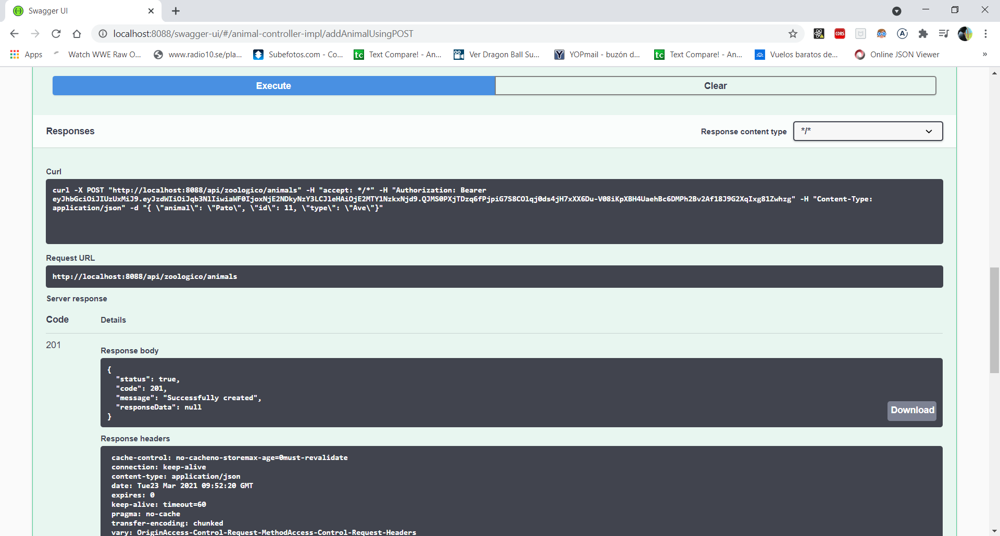 Swagger UI
localhost:8088/swagger-ui/#/animal-controller-impl/addAnimalUsingPOST
CORS
Apps
Watch WWE Raw O...
www.radio10.se/pla...
Subefotos.com - Co...
tc
Text Compare! - An...
Ver Dragon Ball Su...
Y
YOPmail - buzón d...
tc
Text Compare! - An...
Vuelos baratos de...
Online JSON Viewer
»
Execute
Clear
Responses
Response content type
*/*
Curl
curl -X POST "http://localhost:8088/api/zoologico/animals" -H "accept: */*" -H "Authorization: Bearer
application/json" -d "{ \"animal\": \"Pato\", \"id\": 11, \"type\": \"Ave\"}"
Request URL
http://localhost:8088/api/zoologico/animals
Server response
Code
Details
201
Response body
{
"status": true,
"code": 201,
"message": "Successfully created",
"responseData": null
}
Download
Response headers
cache-control: no-cacheno-storemax-age=0must-revalidate
connection: keep-alive
content-type: application/json
date: Tue23 Mar 2021 09:52:20 GMT
expires: 0
keep-alive: timeout=60
pragma: no-cache
transfer-encoding: chunked
vary: OriginAccess-Control-Request-MethodAccess-Control-Request-Headers